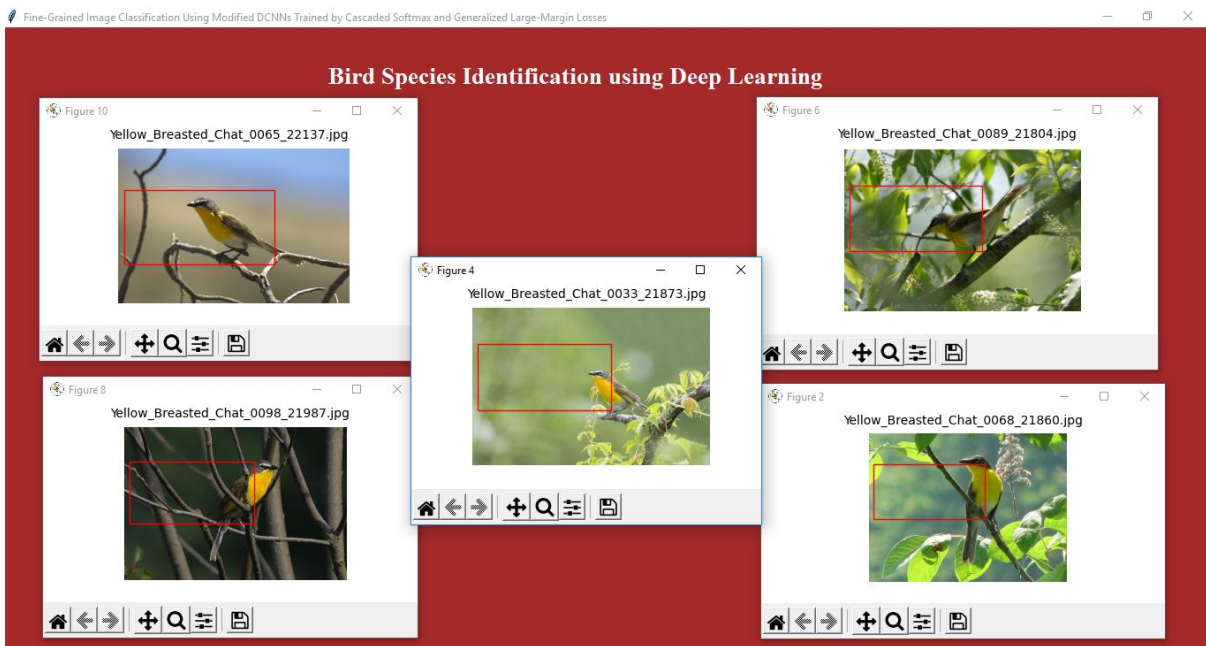 Fine-Grained Image Classification Using Modified DCNNs Trained by Cascaded Softmax and Generalized Large-Margin Losses
Bird Species Identification using Deep Learning
Figure 10
Yellow_Breasted_Chat_0065_22137.jpg
Figure 6
Yellow_Breasted_Chat_0089_21804.jpg
Figure 4
Yellow_Breasted_Chat_0033_21873.jpg
Figure 8
Yellow_Breasted_Chat_0098_21987.jpg
Figure 2
Yellow_Breasted_Chat_0068_21860.jpg